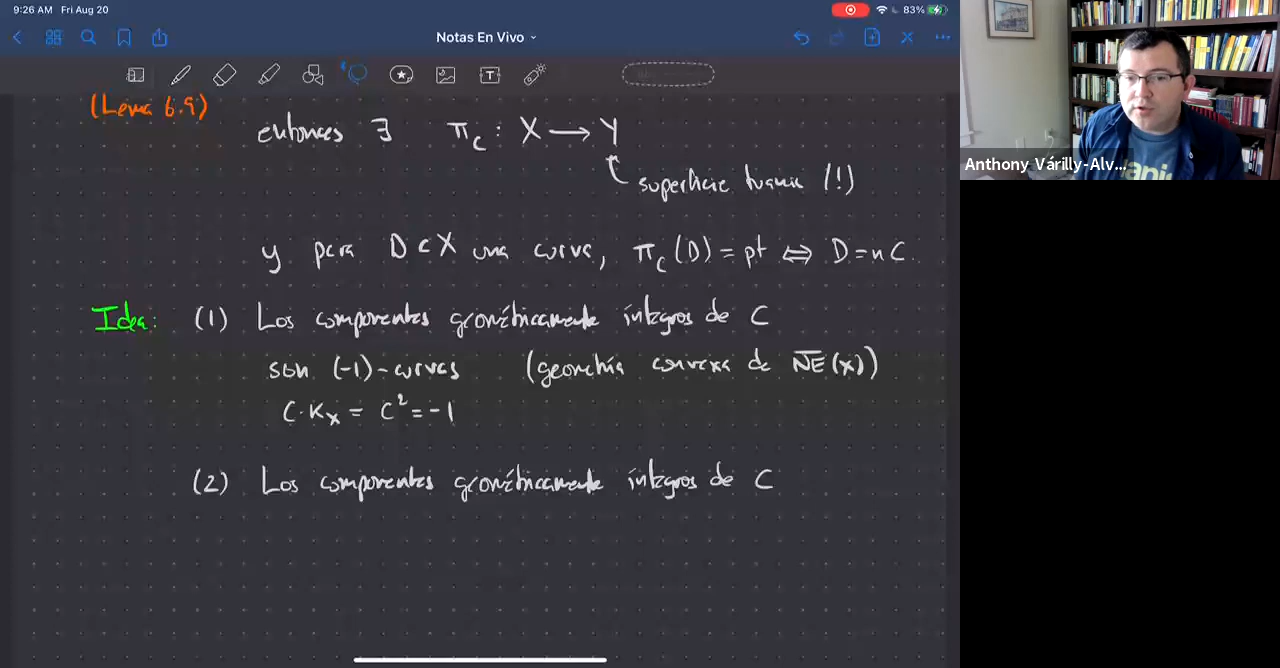 9:26 AM Fri Aug 20
83%
Notas En Vivo
(Lema 6.9)
entonces ∃ π_C : X → Y
superficie suave (!)
y para D ⊂ X una curva, π_C(D) = pt ⇔ D = nC.
Idea: (1) Los componentes geométricamente íntegros de C
son (-1)-curvas (geometría convexa de NE(X))
C·K_X = C² = -1
(2) Los componentes geométricamente íntegros de C
Anthony Várilly-Alv...